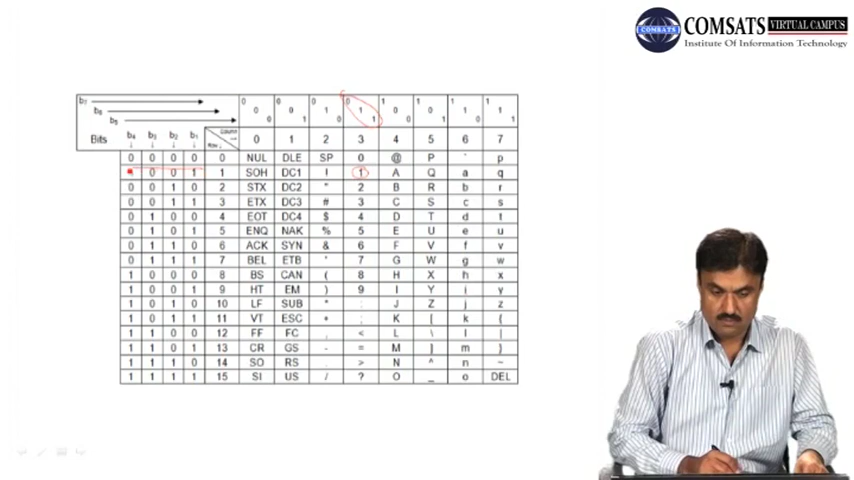 COMSATS VIRTUAL CAMPUS
COMSATS
Institute Of Information Technology
b7 0 0 0 0 1 1 1 1
b6 0 0 1 1 0 0 1 1
b5 0 1 0 1 0 1 0 1
Bits b4 b3 b2 b1 Column Row 0 1 2 3 4 5 6 7
0 0 0 0 0 NUL DLE SP 0 @ P ` p
0 0 1 1 SOH DC1 ! 1 A Q a q
0 0 1 0 2 STX DC2 " 2 B R b r
0 0 1 1 3 ETX DC3 # 3 C S c s
0 1 0 0 4 EOT DC4 $ 4 D T d t
0 1 0 1 5 ENQ NAK % 5 E U e u
0 1 1 0 6 ACK SYN & 6 F V f v
0 1 1 1 7 BEL ETB ' 7 G W g w
1 0 0 0 8 BS CAN ( 8 H X h x
1 0 0 1 9 HT EM ) 9 I Y i y
1 0 1 0 10 LF SUB * : J Z j z
1 0 1 1 11 VT ESC + ; K [ k {
1 1 0 0 12 FF FC , < L \ l |
1 1 0 1 13 CR GS - = M ] m }
1 1 1 0 14 SO RS . > N ^ n ~
1 1 1 1 15 SI US / ? O _ o DEL